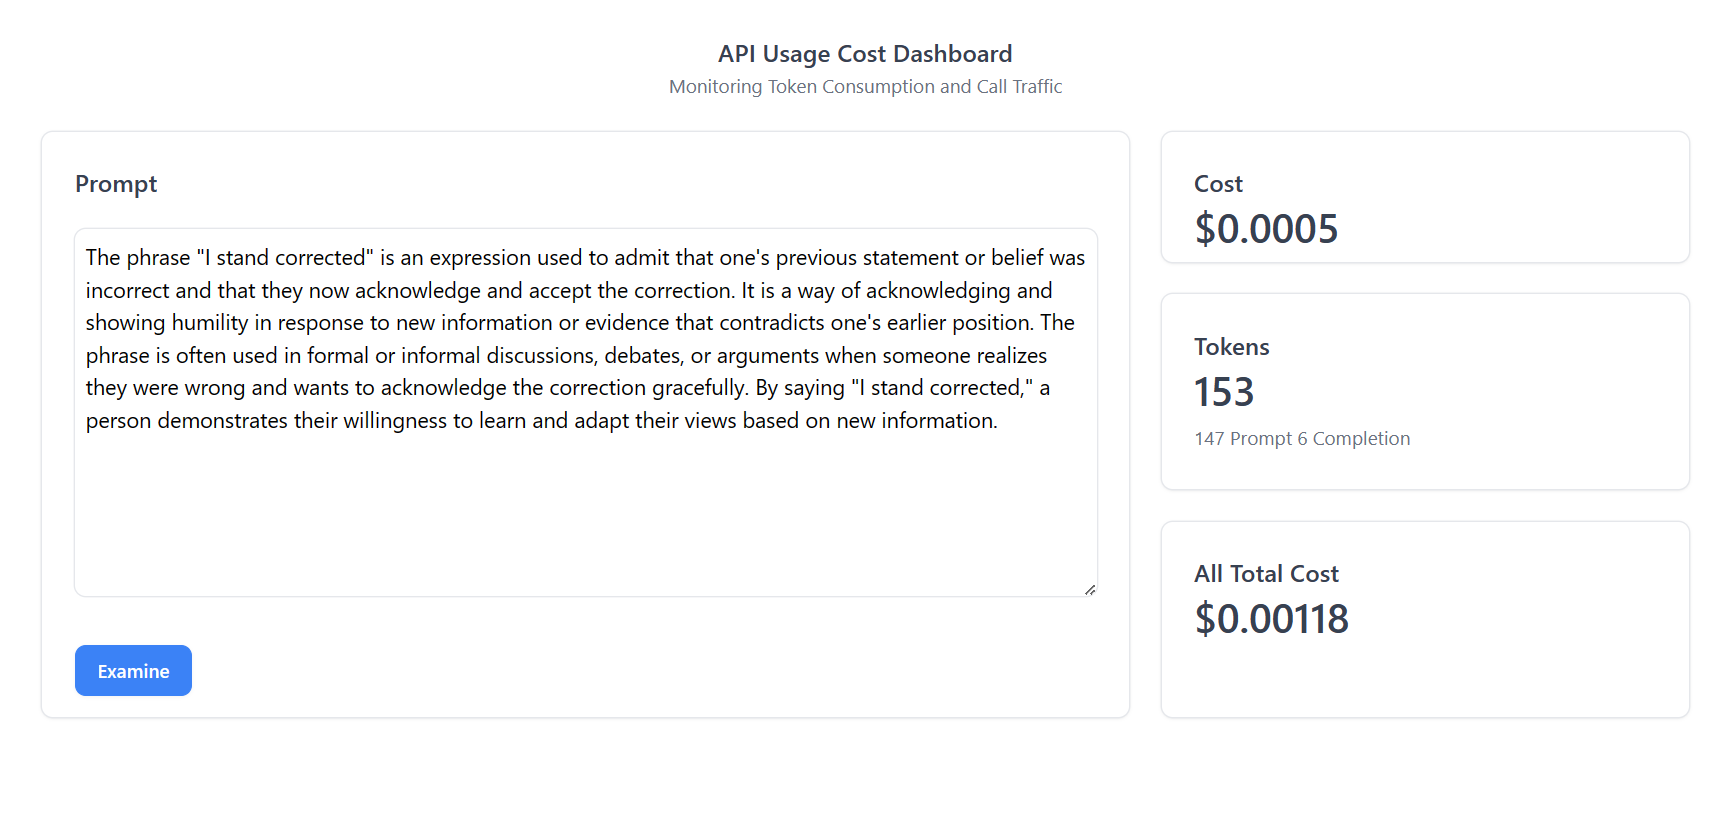 API Usage Cost Dashboard
Monitoring Token Consumption and Call Traffic
Prompt
The phrase "I stand corrected" is an expression used to admit that one's previous statement or belief was
incorrect and that they now acknowledge and accept the correction. It is a way of acknowledging and
showing humility in response to new information or evidence that contradicts one's earlier position. The
phrase is often used in formal or informal discussions, debates, or arguments when someone realizes
they were wrong and wants to acknowledge the correction gracefully. By saying "I stand corrected," a
person demonstrates their willingness to learn and adapt their views based on new information.
Examine
Cost
$0.0005
Tokens
153
147 Prompt 6 Completion
All Total Cost
$0.00118